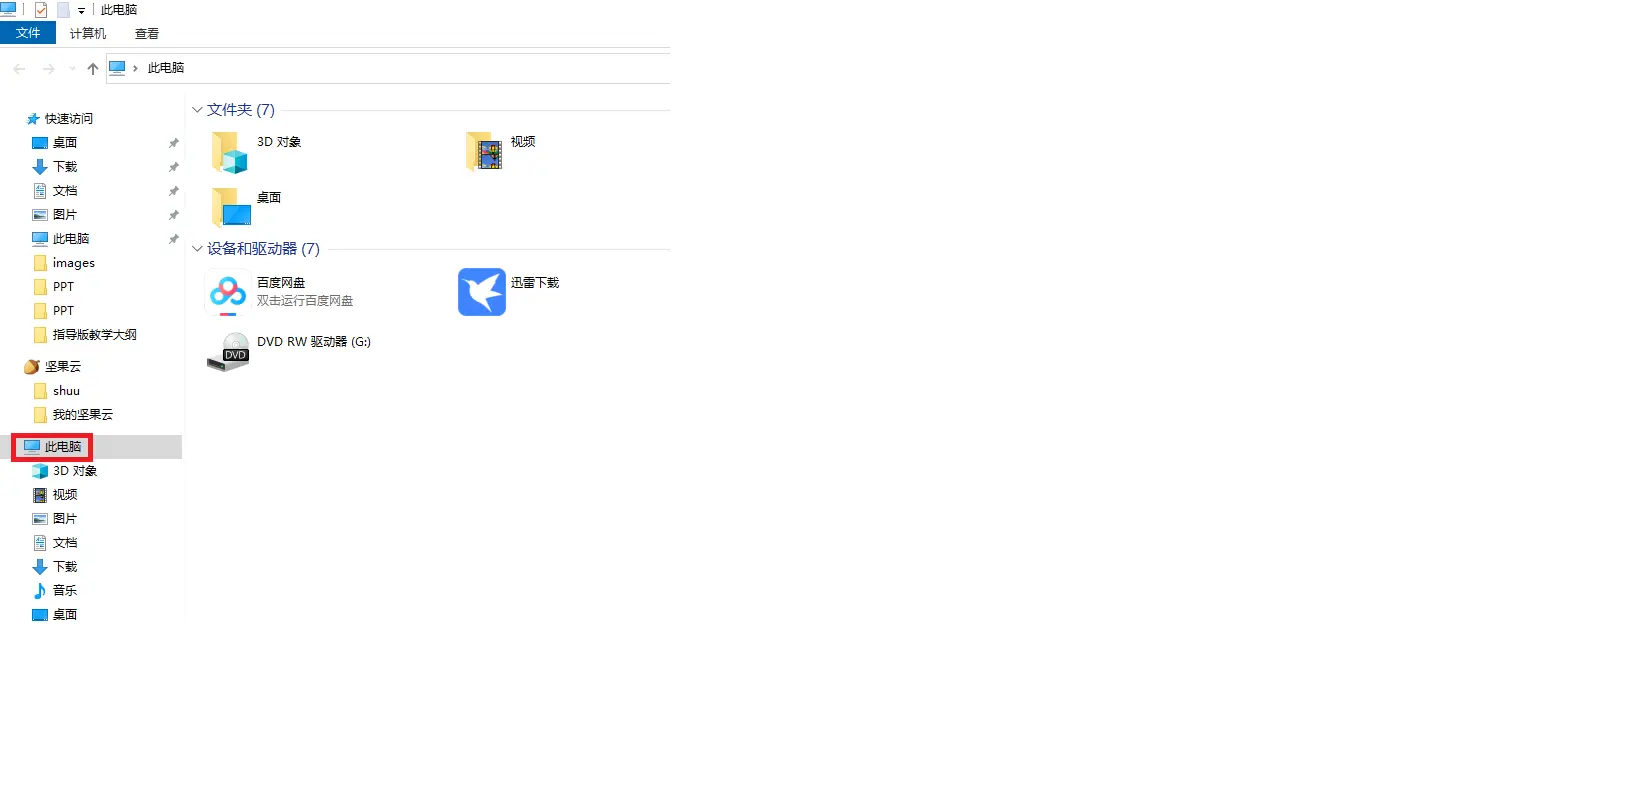 此电脑
文件 计算机 查看
此电脑
快速访问
桌面
下载
文档
图片
此电脑
images
PPT
PPT
指导版教学大纲
坚果云
shuu
我的坚果云
此电脑
3D 对象
视频
图片
文档
下载
音乐
桌面
文件夹 (7)
3D 对象
视频
桌面
设备和驱动器 (7)
百度网盘
双击运行百度网盘
迅雷下载
DVD RW 驱动器 (G:)
DVD